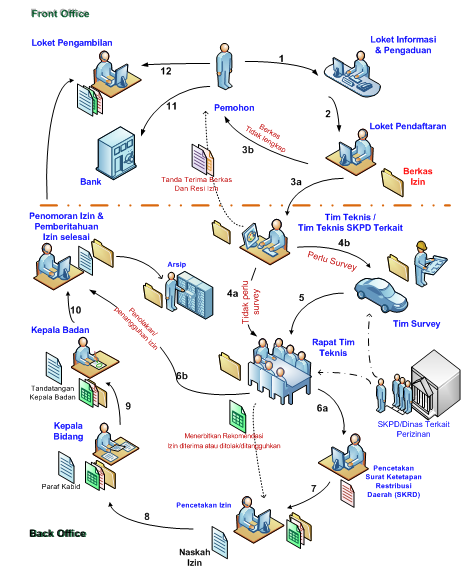 Front Office
Loket Pengambilan
Loket Informasi
& Pengaduan
12
1
11
2
Pemohon
Loket Pendaftaran
Berkas
Tidak lengkap
3b
Bank
Tanda Terima Berkas
Dan Resi Izin
3a
Berkas
Izin
Penomoran Izin &
Pemberitahuan
Izin selesai
Tim Teknis /
Tim Teknis SKPD Terkait
4b
Perlu Survey
Arsip
4a
Tidak perlu
survey
5
Tim Survey
10
Kepala Badan
Penolakan/
penangguhan Izin
Rapat Tim
Teknis
6b
Tandatangan
Kepala Badan
9
6a
SKPD/Dinas Terkait
Perizinan
Kepala
Bidang
Menerbitkan Rekomendasi
Izin diterima atau ditolak/ditangguhkan
Paraf Kabid
7
Pencetakan
Surat Ketetapan
Restribusi
Daerah (SKRD)
Pencetakan Izin
8
Back Office
Naskah
Izin